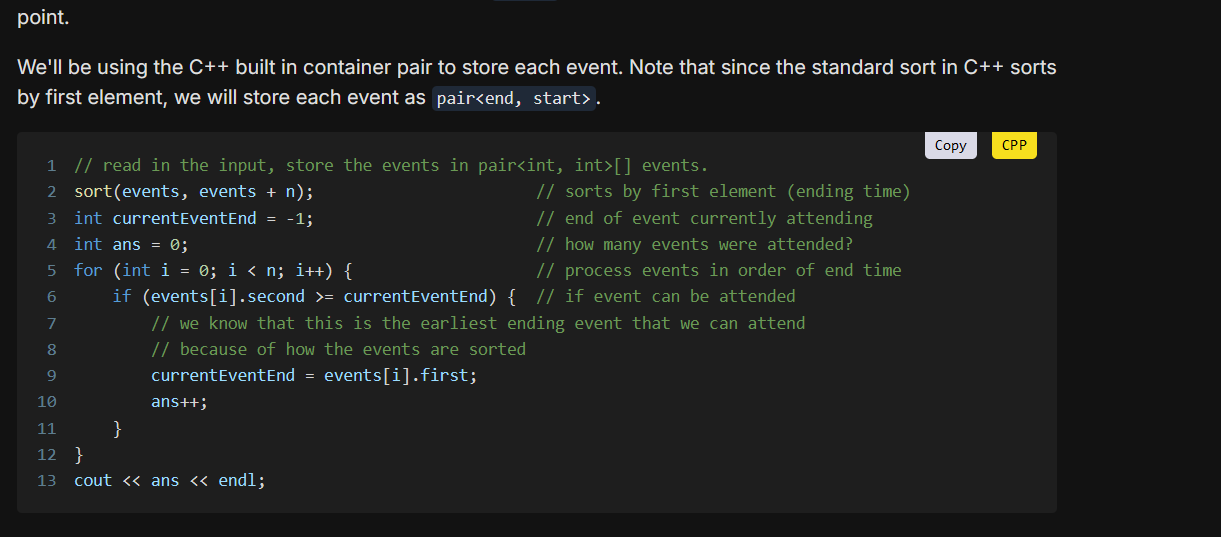 point.
We'll be using the C++ built in container pair to store each event. Note that since the standard sort in C++ sorts
by first element, we will store each event as pair<end, start>.
Copy CPP
1 // read in the input, store the events in pair<int, int>[] events.
2 sort(events, events + n); // sorts by first element (ending time)
3 int currentEventEnd = -1; // end of event currently attending
4 int ans = 0; // how many events were attended?
5 for (int i = 0; i < n; i++) { // process events in order of end time
6 if (events[i].second >= currentEventEnd) { // if event can be attended
7 // we know that this is the earliest ending event that we can attend
8 // because of how the events are sorted
9 currentEventEnd = events[i].first;
10 ans++;
11 }
12 }
13 cout << ans << endl;